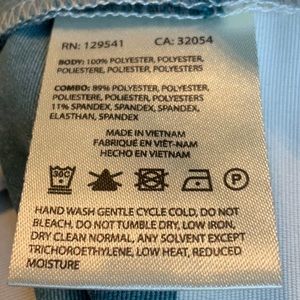 RN: 129541 CA: 32054
BODY: 100% POLYESTER, POLYESTER,
POLIESTERE, POLIESTER, POLYESTERS
COMBO: 89% POLYESTER, POLYESTER,
POLIESTERE, POLIESTER, POLYESTERS
11% SPANDEX, SPANDEX, SPANDEX,
ELASTHAN, SPANDEX
MADE IN VIETNAM
FABRIQUÉ EN VIÊT-NAM
HECHO EN VIETNAM
30C P
HAND WASH GENTLE CYCLE COLD, DO NOT
BLEACH, DO NOT TUMBLE DRY, LOW IRON,
DRY CLEAN NORMAL, ANY SOLVENT EXCEPT
TRICHOROETHYLENE, LOW HEAT, REDUCED
MOISTURE